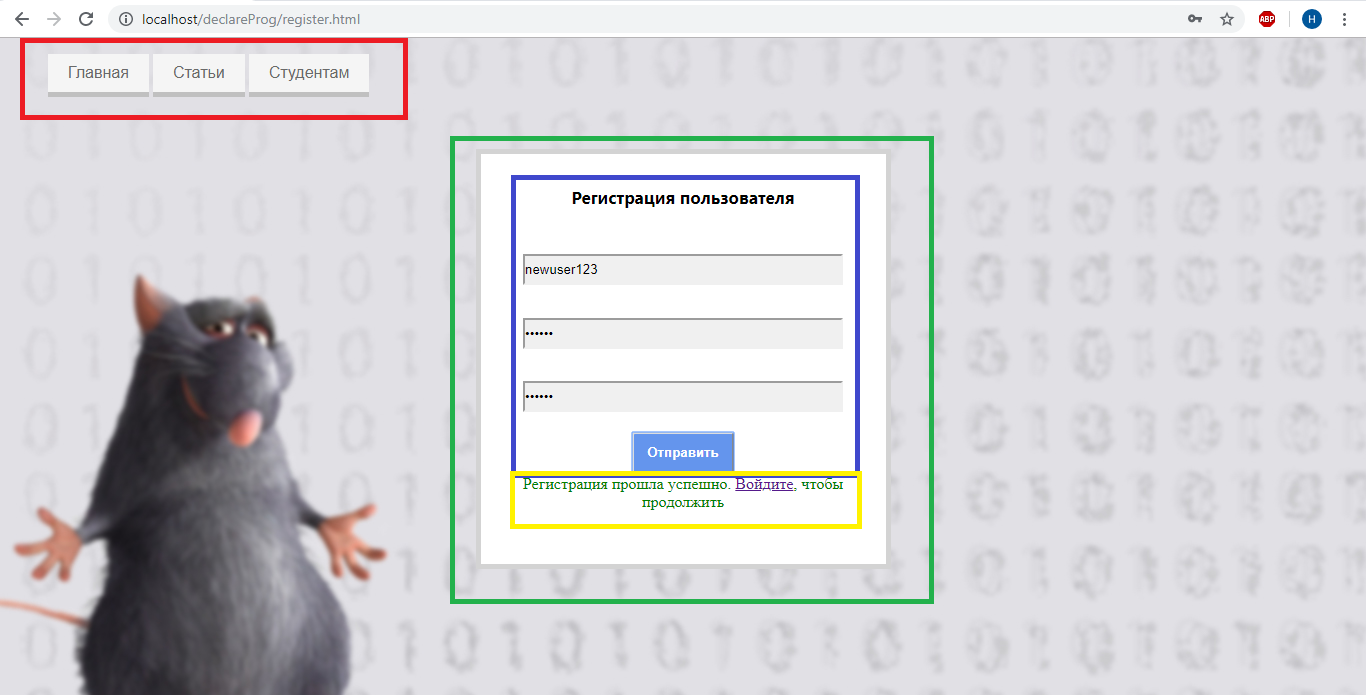 localhost/declareProg/register.html
ABP
H
Главная Статьи Студентам
Регистрация пользователя
newuser123
••••••
••••••
Отправить
Регистрация прошла успешно. Войдите, чтобы
продолжить